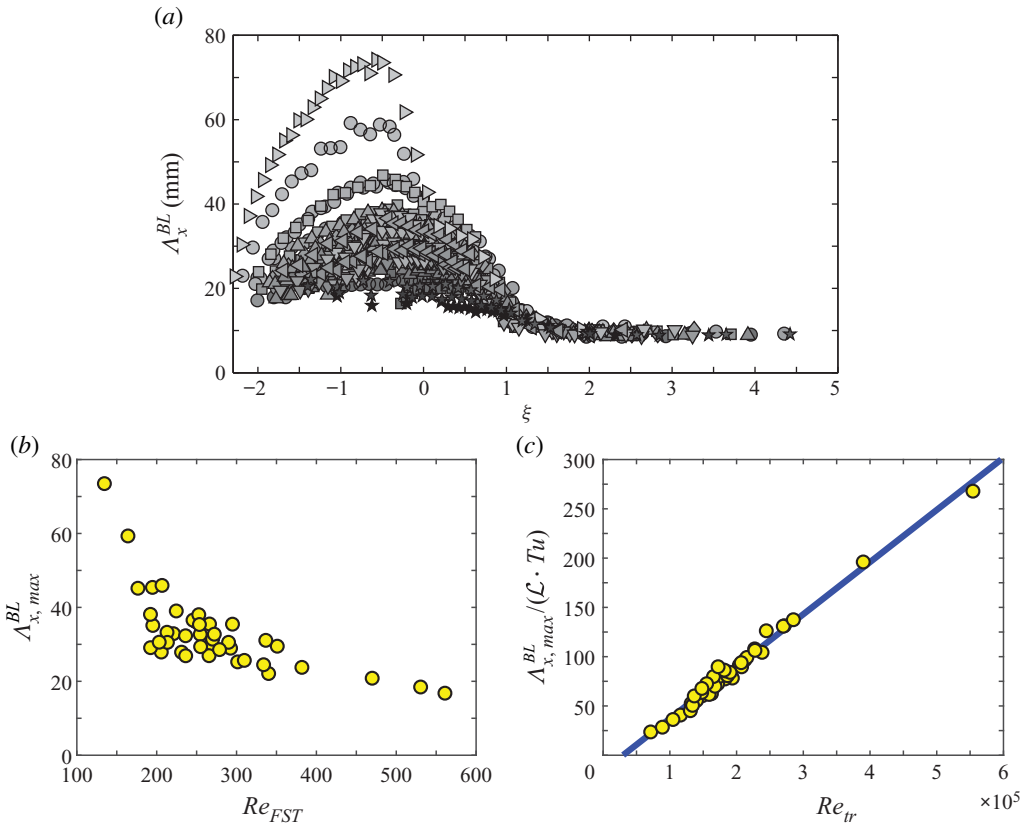 (a)
80
60
40
20
0
Λ_x^{BL} (mm)
−2 −1 0 1 2 3 4 5
ξ
(b)
80
60
40
20
0
Λ_{x, max}^{BL}
100 200 300 400 500 600
Re_{FST}
(c)
300
250
200
150
100
50
Λ_{x, max}^{BL}/(ℒ · Tu)
0 1 2 3 4 5 6
×10^5
Re_{tr}